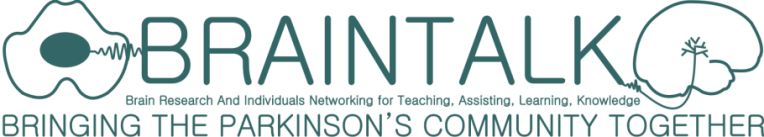 BRAINTALK
Brain Research And Individuals Networking for Teaching, Assisting, Learning, Knowledge
BRINGING THE PARKINSON'S COMMUNITY TOGETHER